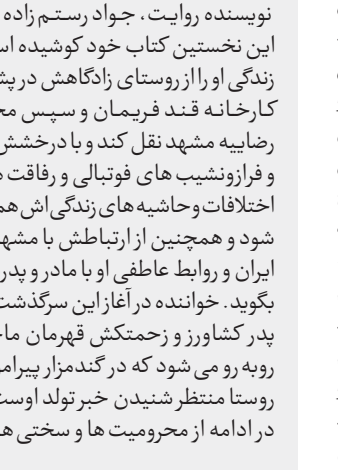 نویسنده روایت، جواد رستم‌زاده
این نخستین کتاب خود کوشیده
زندگی او را از روستای زادگاهش در
کارخانه قند فریمان و سپس
رضاییه مشهد نقل کند و با درخشش
و فرازونشیب های فوتبالی و رفاقت
اختلافات وحاشیه های زندگی اش
شود و همچنین از ارتباطش با
ایران و روابط عاطفی او با مادر و پدر
بگوید. خواننده در آغاز این سرگذشت
پدر کشاورز و زحمتکش قهرمان
روبه رو می شود که در گندمزار
روستا منتظر شنیدن خبر تولد
در ادامه از محرومیت ها و سختی